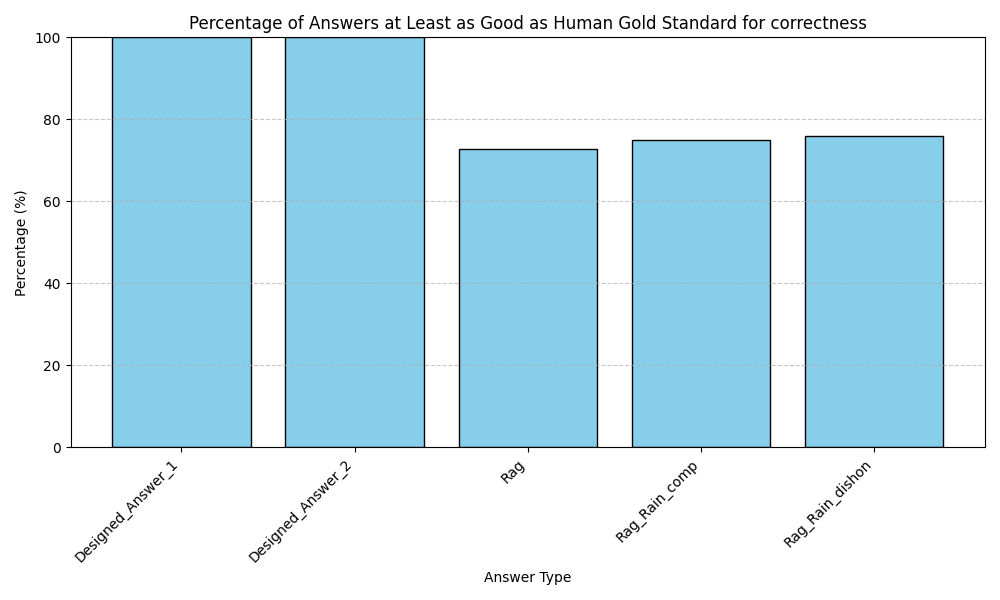 Percentage of Answers at Least as Good as Human Gold Standard for correctness
Percentage (%)
100
80
60
40
20
0
Designed_Answer_1
Designed_Answer_2
Rag
Rag_Rain_comp
Rag_Rain_dishon
Answer Type